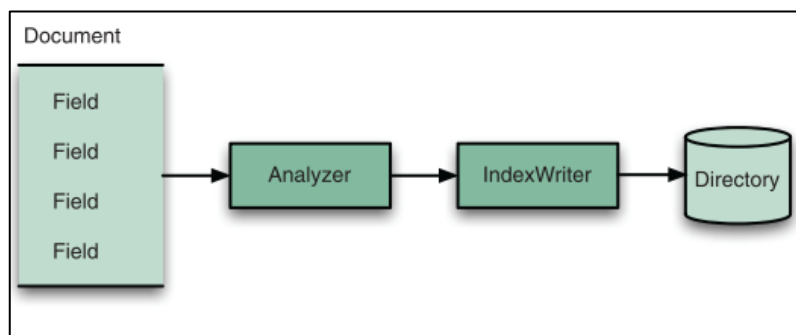 Document
Field
Field
Field
Field
Analyzer
IndexWriter
Directory